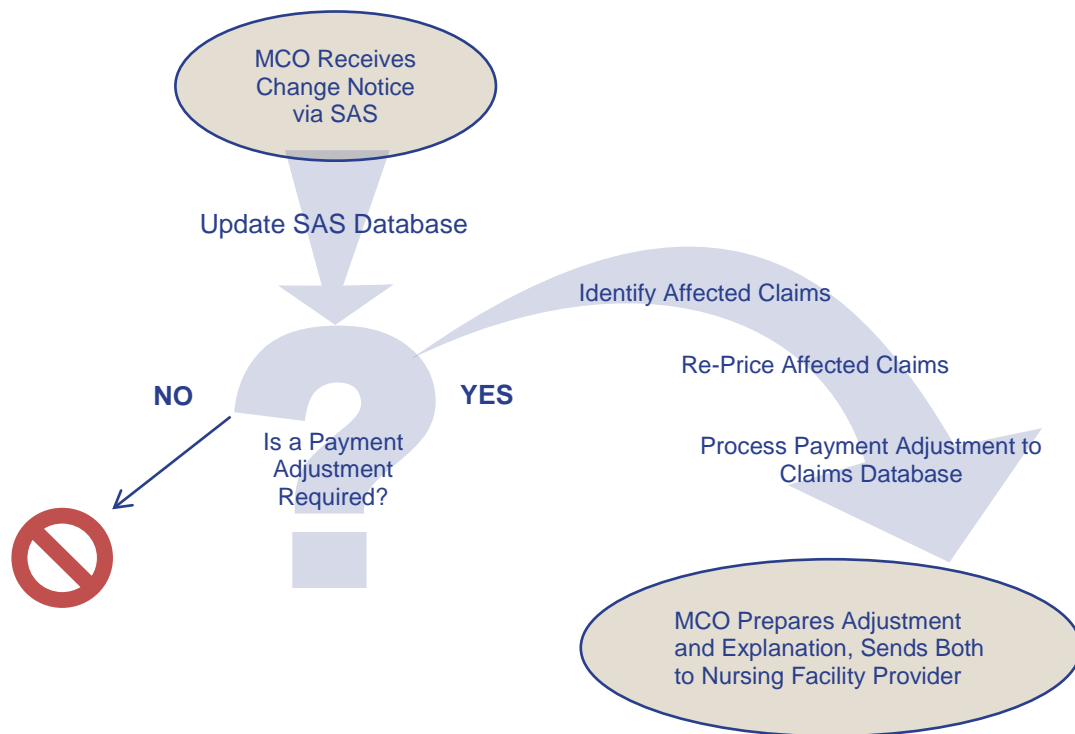 MCO Receives
Change Notice
via SAS
Update SAS Database
Identify Affected Claims
Re-Price Affected Claims
NO
YES
Is a Payment
Adjustment
Required?
Process Payment Adjustment to
Claims Database
MCO Prepares Adjustment
and Explanation, Sends Both
to Nursing Facility Provider